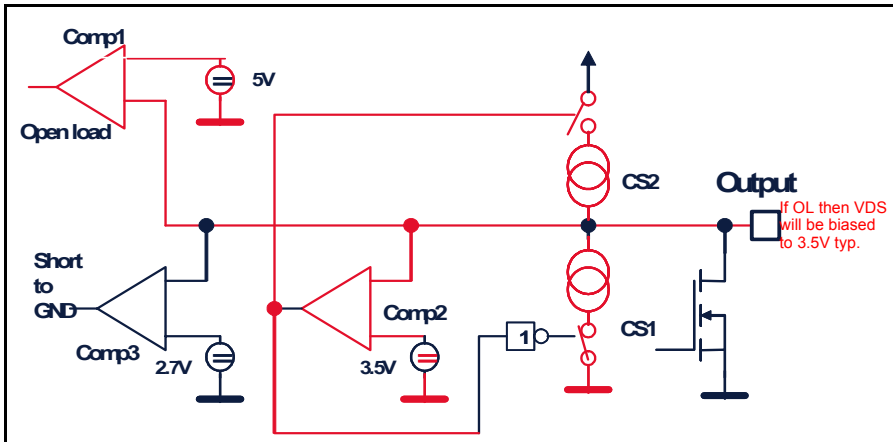 Comp1
5V
Open load
CS2
Output
If OL then VDS
will be biased
to 3.5V typ.
Short
to
GND
Comp3
2.7V
Comp2
3.5V
1
CS1